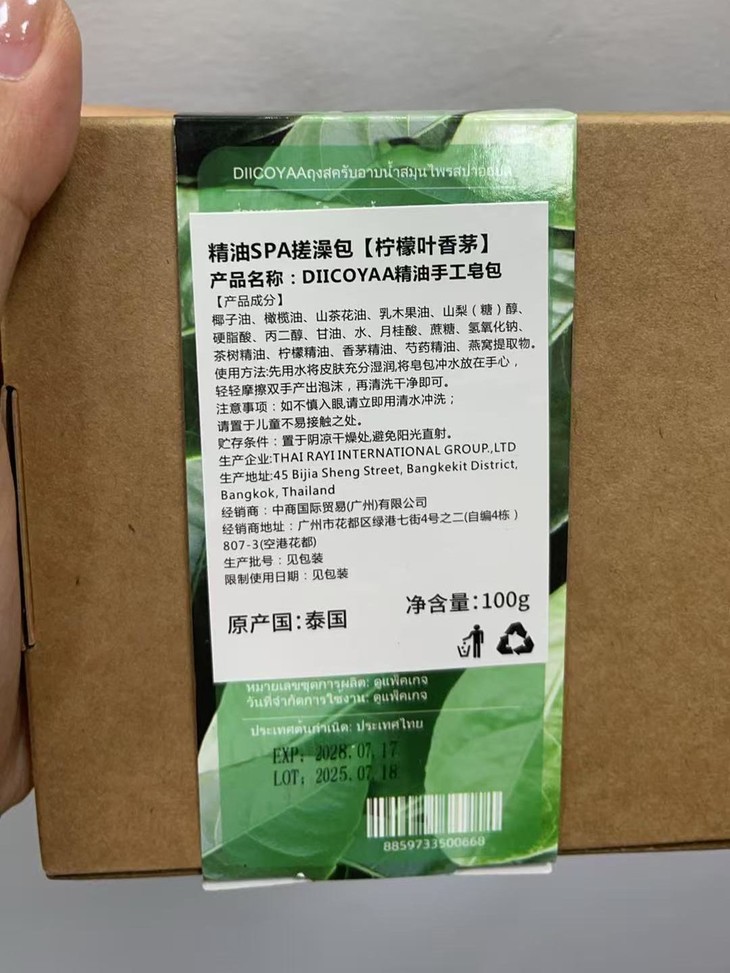 DIICOYAAถุงสครับอาบน้ำสมุนไพรสปา
精油SPA搓澡包【柠檬叶香茅】
产品名称：DIICOYAA精油手工皂包
【产品成分】
椰子油、橄榄油、山茶花油、乳木果油、山梨（糖）醇、
硬脂酸、丙二醇、甘油、水、月桂酸、蔗糖、氢氧化钠、
茶树精油、柠檬精油、香茅精油、芍药精油、燕窝提取物。
使用方法:先用水将皮肤充分湿润,将皂包冲水放在手心，
轻轻摩擦双手产出泡沫，再清洗干净即可。
注意事项：如不慎入眼,请立即用清水冲洗；
请置于儿童不易接触之处。
贮存条件：置于阴凉干燥处,避免阳光直射。
生产企业:THAI RAYI INTERNATIONAL GROUP.,LTD
生产地址:45 Bijia Sheng Street, Bangkekit District,
Bangkok, Thailand
经销商：中商国际贸易(广州)有限公司
经销商地址：广州市花都区绿港七街4号之二(自编4栋）
807-3(空港花都)
生产批号：见包装
限制使用日期：见包装
原产国:泰国
净含量:100g
หมายเลขชุดการผลิต: ดูแพ็คเกจ
วันที่จำกัดการใช้งาน: ดูแพ็คเกจ
ประเทศต้นกำเนิด: ประเทศไทย
EXP: 2028.07.17
LOT: 2025.07.18
8859733500668